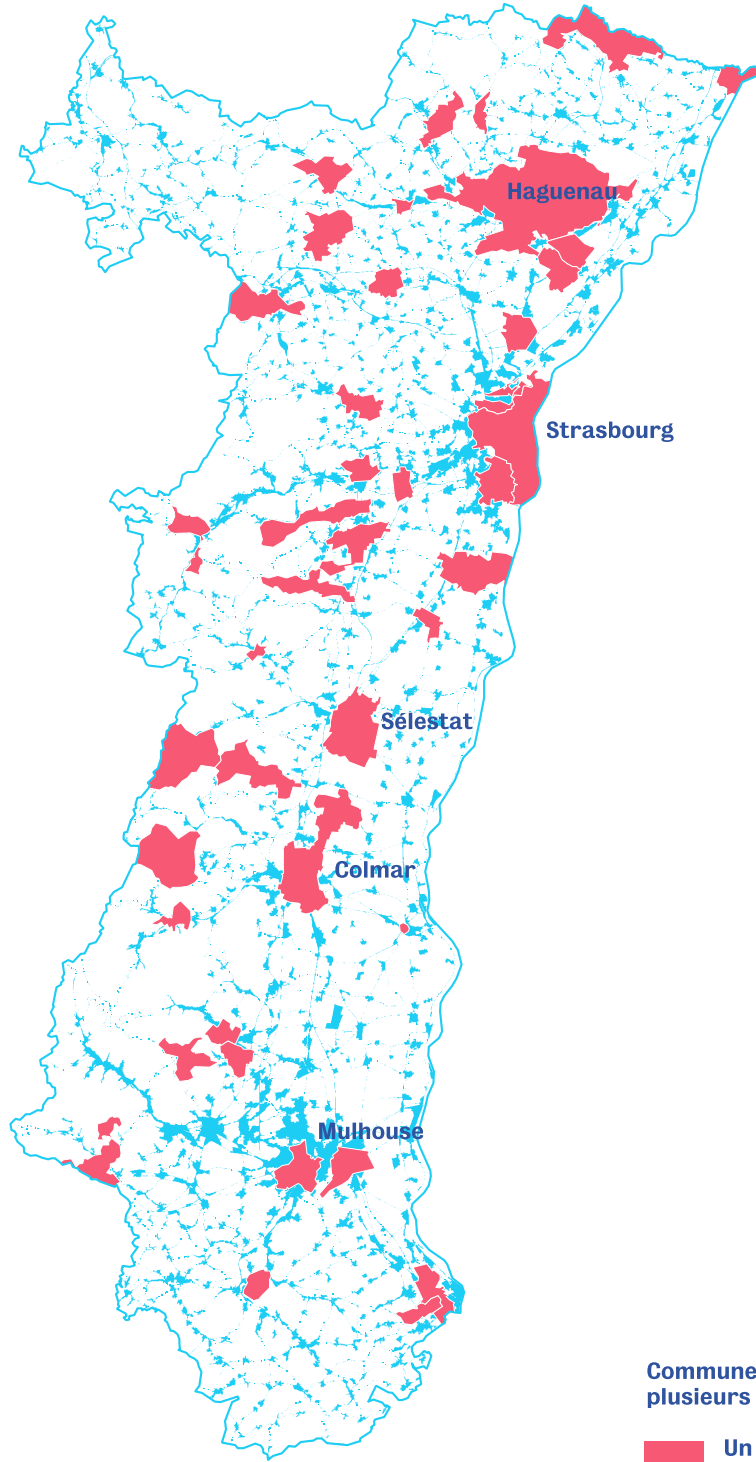 Haguenau
Strasbourg
Sélestat
Colmar
Mulhouse
Commune
plusieurs
Un